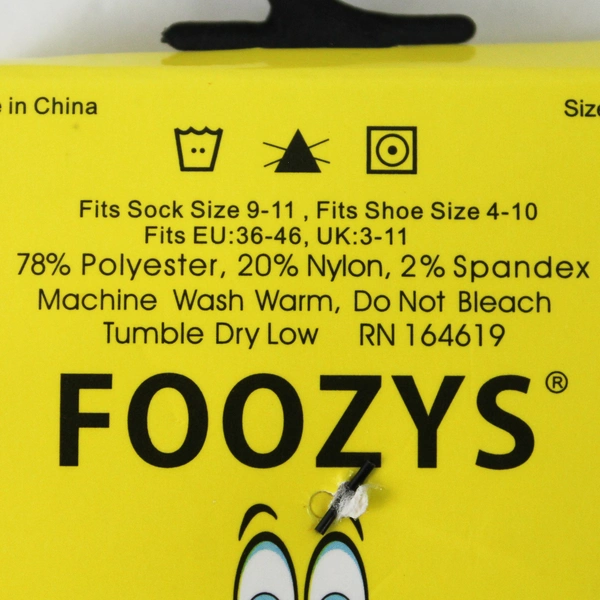 in China
Size
Fits Sock Size 9-11 , Fits Shoe Size 4-10
Fits EU:36-46, UK:3-11
78% Polyester, 20% Nylon, 2% Spandex
Machine Wash Warm, Do Not Bleach
Tumble Dry Low RN 164619
FOOZYS®